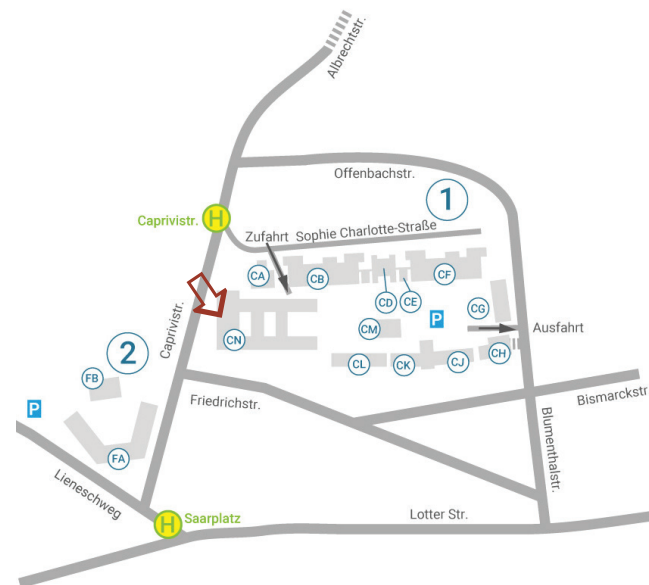 Albrechtstr.
Offenbachstr.
1
Caprivistr.
H
Zufahrt
Sophie Charlotte-Straße
CA
CB
CD
CE
CF
CG
Caprivistr.
CN
CM
P
Ausfahrt
CL
CK
CJ
CH
2
FB
P
FA
Friedrichstr.
Bismarckstr
Blumenthalstr.
Lieneschweg
H
Saarplatz
Lotter Str.